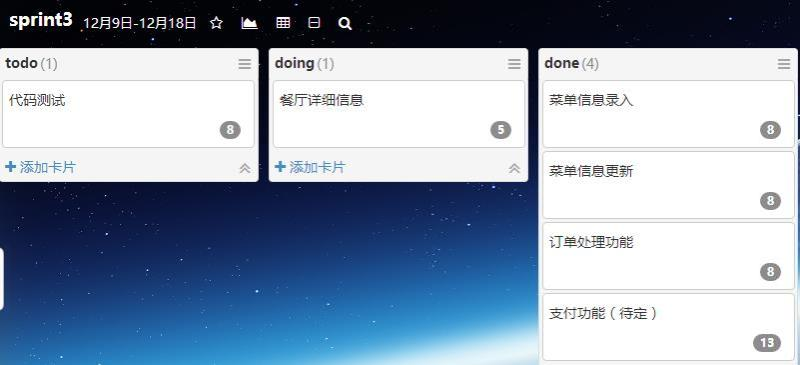 sprint3 12月9日-12月18日
todo (1)
代码测试
8
添加卡片
doing (1)
餐厅详细信息
5
添加卡片
done (4)
菜单信息录入
8
菜单信息更新
8
订单处理功能
8
支付功能（待定）
13